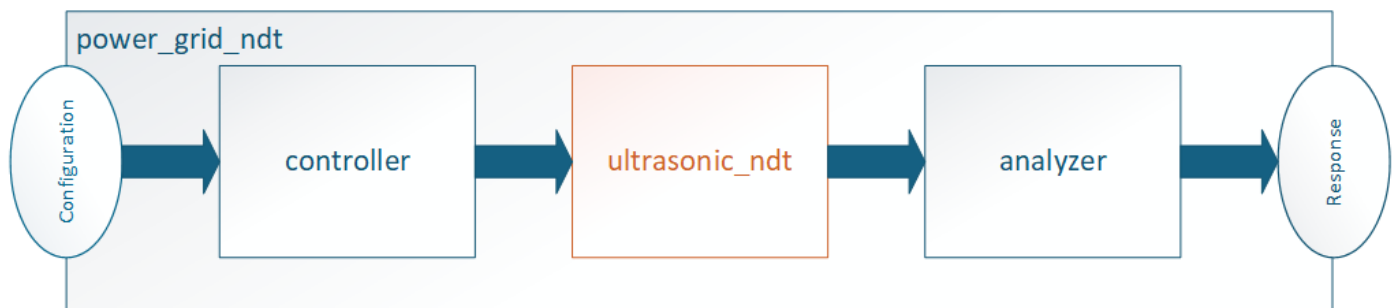 power_grid_ndt
Configuration
controller
ultrasonic_ndt
analyzer
Response